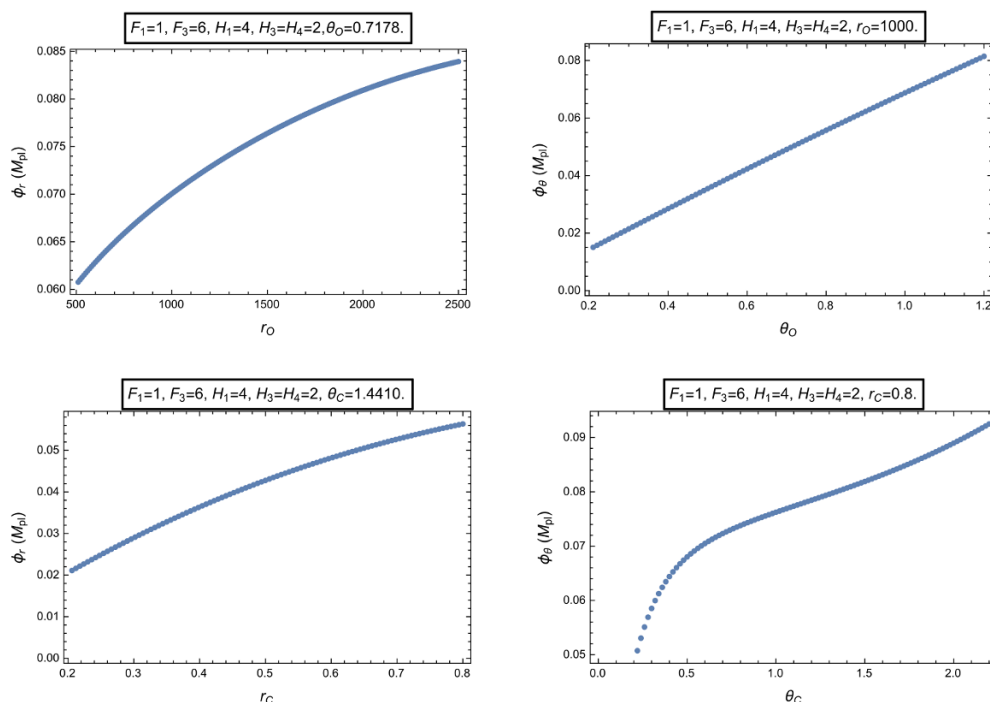 F1=1, F3=6, H1=4, H3=H4=2,θO=0.7178.
0.085
0.080
0.075
0.070
0.065
0.060
ϕr (Mpl)
500 1000 1500 2000 2500
rO
F1=1, F3=6, H1=4, H3=H4=2, rO=1000.
0.08
0.06
0.04
0.02
0.00
ϕθ (Mpl)
0.2 0.4 0.6 0.8 1.0 1.2
θO
F1=1, F3=6, H1=4, H3=H4=2, θC=1.4410.
0.05
0.04
0.03
0.02
0.01
0.00
ϕr (Mpl)
0.2 0.3 0.4 0.5 0.6 0.7 0.8
rC
F1=1, F3=6, H1=4, H3=H4=2, rC=0.8.
0.09
0.08
0.07
0.06
0.05
ϕθ (Mpl)
0.0 0.5 1.0 1.5 2.0
θC